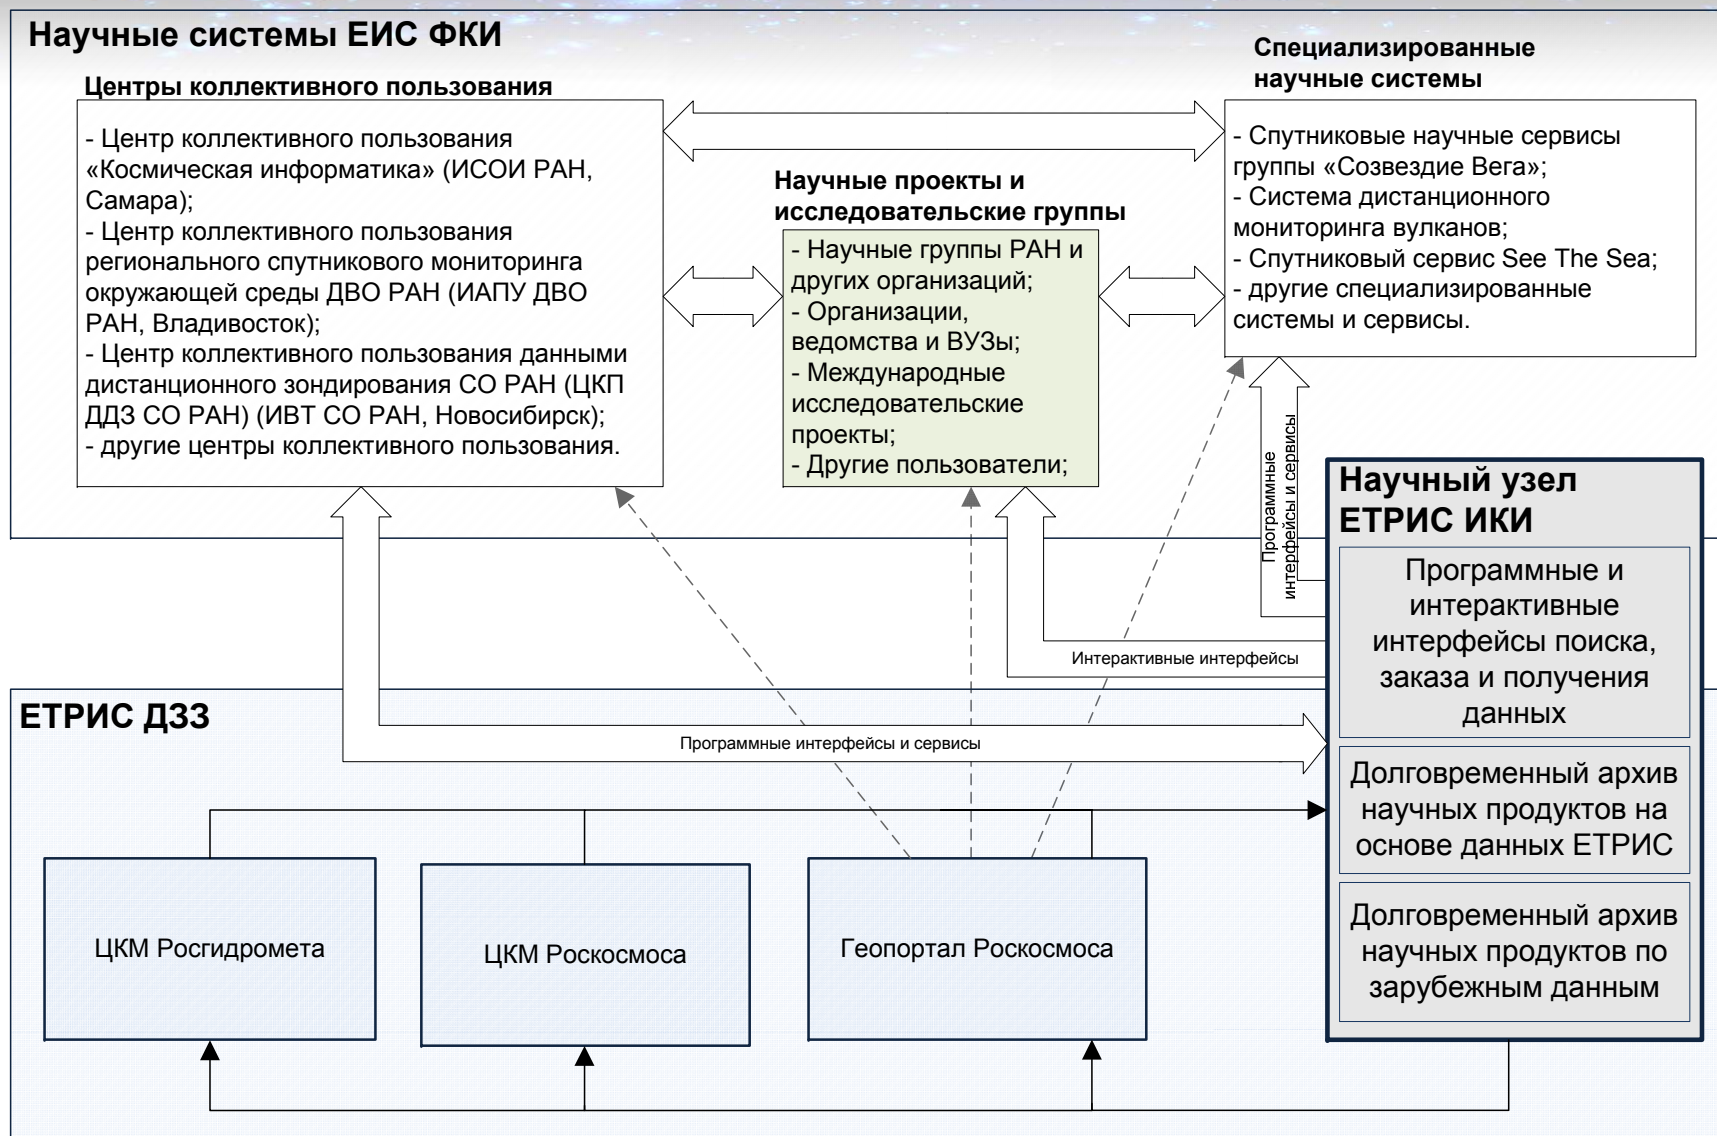 Научные системы ЕИС ФКИ
Центры коллективного пользования
- Центр коллективного пользования
«Космическая информатика» (ИСОИ РАН,
Самара);
- Центр коллективного пользования
регионального спутникового мониторинга
окружающей среды ДВО РАН (ИАПУ ДВО
РАН, Владивосток);
- Центр коллективного пользования данными
дистанционного зондирования СО РАН (ЦКП
ДДЗ СО РАН) (ИВТ СО РАН, Новосибирск);
- другие центры коллективного пользования.
Научные проекты и
исследовательские группы
- Научные группы РАН и
других организаций;
- Организации,
ведомства и ВУЗы;
- Международные
исследовательские
проекты;
- Другие пользователи;
Специализированные
научные системы
- Спутниковые научные сервисы
группы «Созвездие Вега»;
- Система дистанционного
мониторинга вулканов;
- Спутниковый сервис See The Sea;
- другие специализированные
системы и сервисы.
Программные
интерфейсы и сервисы
Интерактивные интерфейсы
Программные интерфейсы и сервисы
Научный узел
ЕТРИС ИКИ
Программные и
интерактивные
интерфейсы поиска,
заказа и получения
данных
Долговременный архив
научных продуктов на
основе данных ЕТРИС
Долговременный архив
научных продуктов по
зарубежным данным
ЕТРИС ДЗЗ
ЦКМ Росгидромета
ЦКМ Роскосмоса
Геопортал Роскосмоса